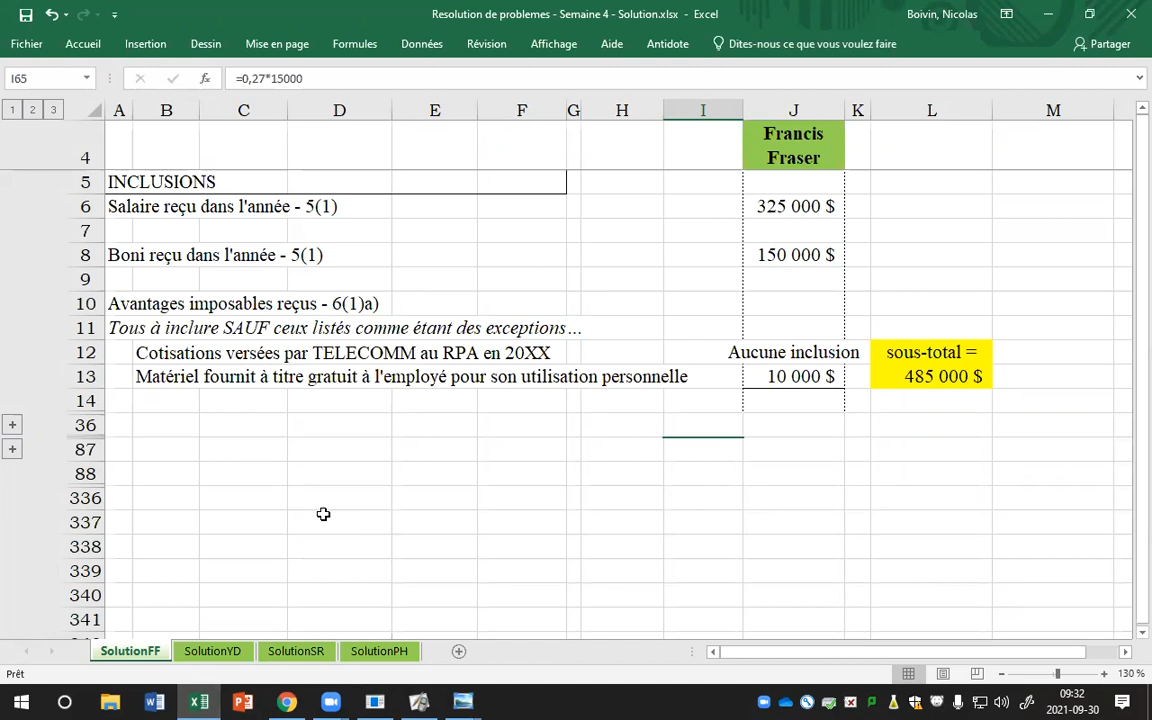 Resolution de problemes - Semaine 4 - Solution.xlsx - Excel
Boivin, Nicolas
Fichier Accueil Insertion Dessin Mise en page Formules Données Révision Affichage Aide Antidote Dites-nous ce que vous voulez faire Partager
I65 fx =0,27*15000
1 2 3 A B C D E F G H I J K L M
4 Francis Fraser
5 INCLUSIONS
6 Salaire reçu dans l'année - 5(1) 325 000 $
7
8 Boni reçu dans l'année - 5(1) 150 000 $
9
10 Avantages imposables reçus - 6(1)a)
11 Tous à inclure SAUF ceux listés comme étant des exceptions…
12 Cotisations versées par TELECOMM au RPA en 20XX Aucune inclusion sous-total =
13 Matériel fournit à titre gratuit à l'employé pour son utilisation personnelle 10 000 $ 485 000 $
14
36
87
88
336
337
338
339
340
341
SolutionFF SolutionYD SolutionSR SolutionPH
Prêt 130 %
09:32
2021-09-30